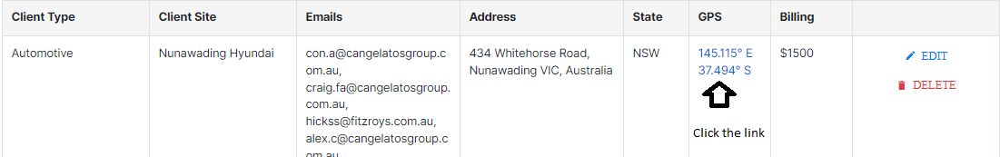 Client Type
Client Site
Emails
Address
State
GPS
Billing
Automotive
Nunawading Hyundai
con.a@cangelatosgroup.c
om.au,
craig.fa@cangelatosgroup.
com.au,
hickss@fitzroys.com.au,
alex.c@cangelatosgroup.c
om.au
434 Whitehorse Road,
Nunawading VIC, Australia
NSW
145.115° E
37.494° S
Click the link
$1500
EDIT
DELETE